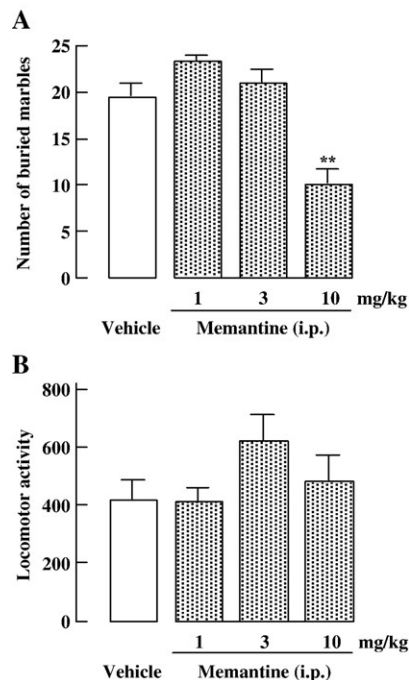 A
Number of buried marbles
25
20
15
10
5
0
**
1 3 10 mg/kg
Vehicle Memantine (i.p.)
B
Locomotor activity
800
600
400
200
0
1 3 10 mg/kg
Vehicle Memantine (i.p.)